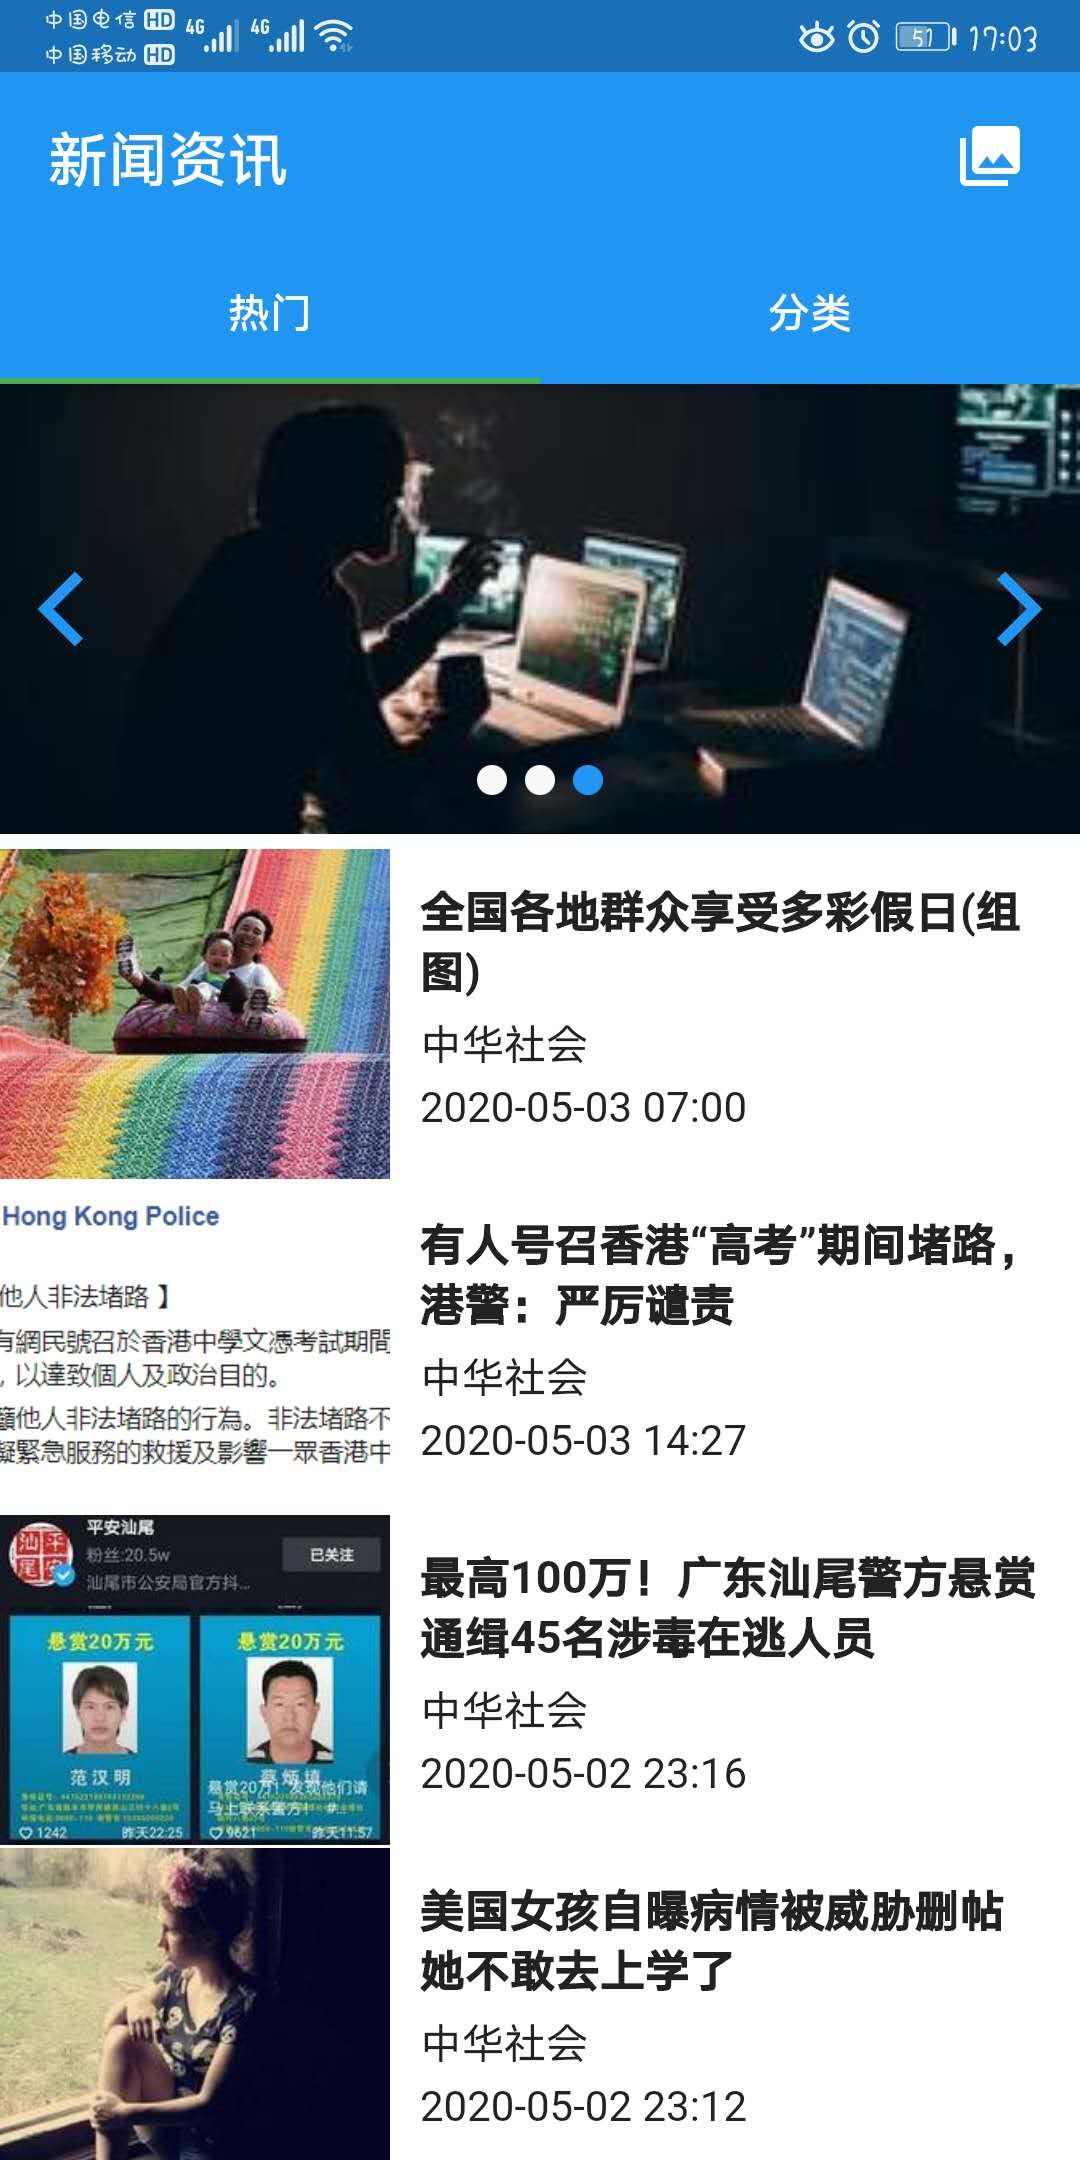 中国电信 HD 4G 4G 51 17:03
中国移动 HD
新闻资讯
热门 分类
全国各地群众享受多彩假日(组
图)
中华社会
2020-05-03 07:00
Hong Kong Police
他人非法堵路 】
有網民號召於香港中學文憑考試期間
，以達致個人及政治目的。
籲他人非法堵路的行為。非法堵路不
礙緊急服務的救援及影響一眾香港中
有人号召香港“高考”期间堵路，
港警：严厉谴责
中华社会
2020-05-03 14:27
平安汕尾
粉丝:20.5w
已关注
汕尾市公安局官方抖...
悬赏20万元 悬赏20万元
范汉明
悬赏20万！发现他们请
马上联系警方！ #...
1242 昨天22:25 9621 昨天11:57
最高100万！广东汕尾警方悬赏
通缉45名涉毒在逃人员
中华社会
2020-05-02 23:16
美国女孩自曝病情被威胁删帖
她不敢去上学了
中华社会
2020-05-02 23:12